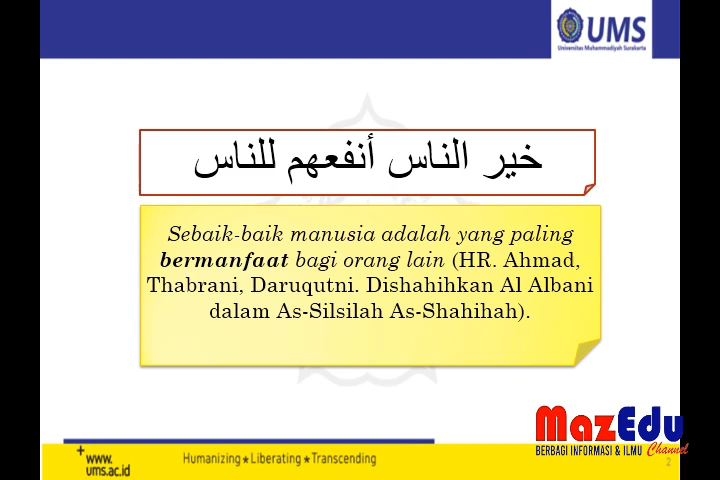 UMS
Universitas Muhammadiyah Surakarta
خير الناس أنفعهم للناس
Sebaik-baik manusia adalah yang paling
bermanfaat bagi orang lain (HR. Ahmad,
Thabrani, Daruqutni. Dishahihkan Al Albani
dalam As-Silsilah As-Shahihah).
MazEdu
BERBAGI INFORMASI & ILMU Channel
www.
ums.ac.id
Humanizing★Liberating★Transcending
2